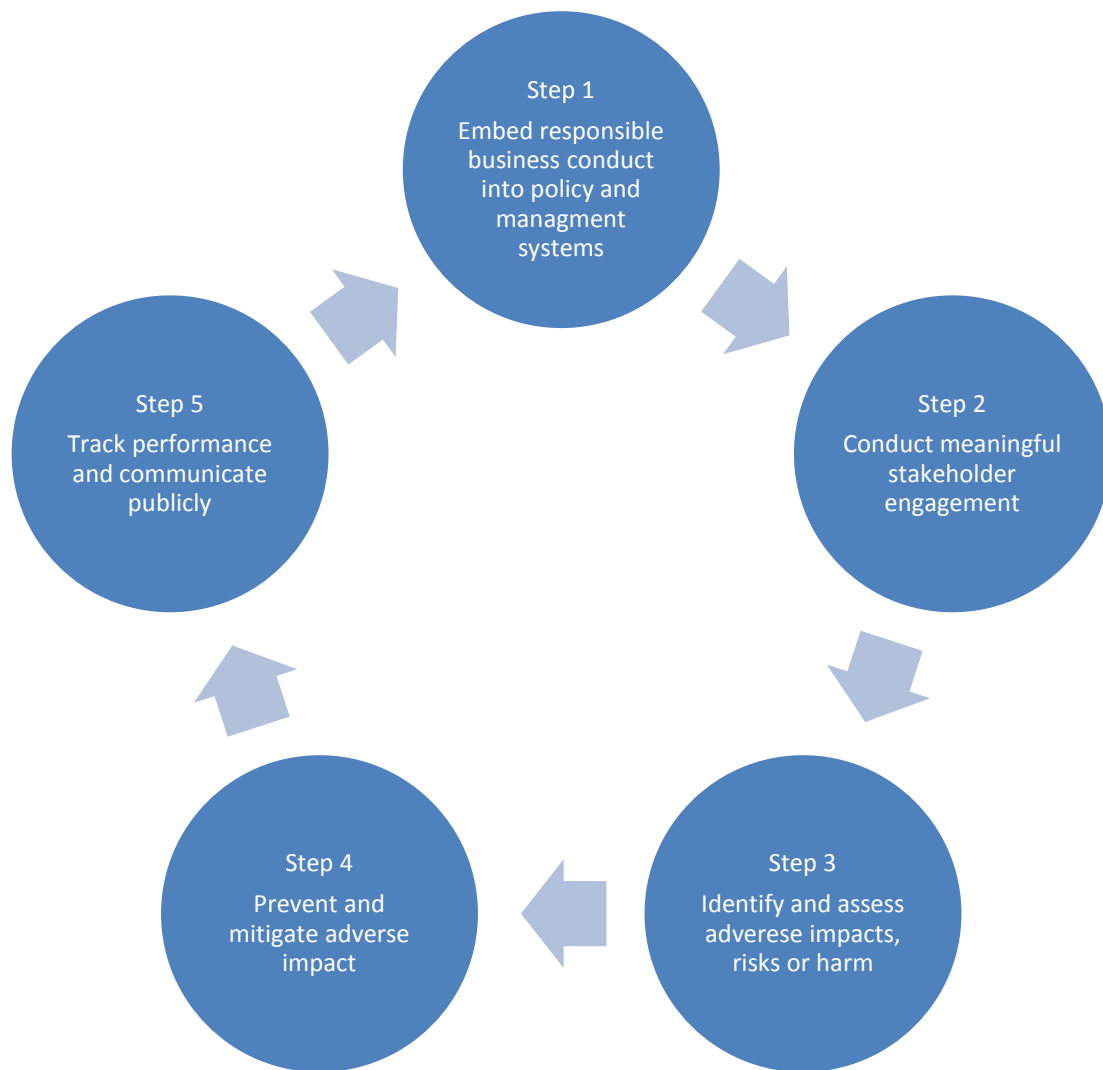 Step 1
Embed responsible
business conduct
into policy and
managment
systems
Step 2
Conduct meaningful
stakeholder
engagement
Step 3
Identify and assess
adverese impacts,
risks or harm
Step 4
Prevent and
mitigate adverse
impact
Step 5
Track performance
and communicate
publicly